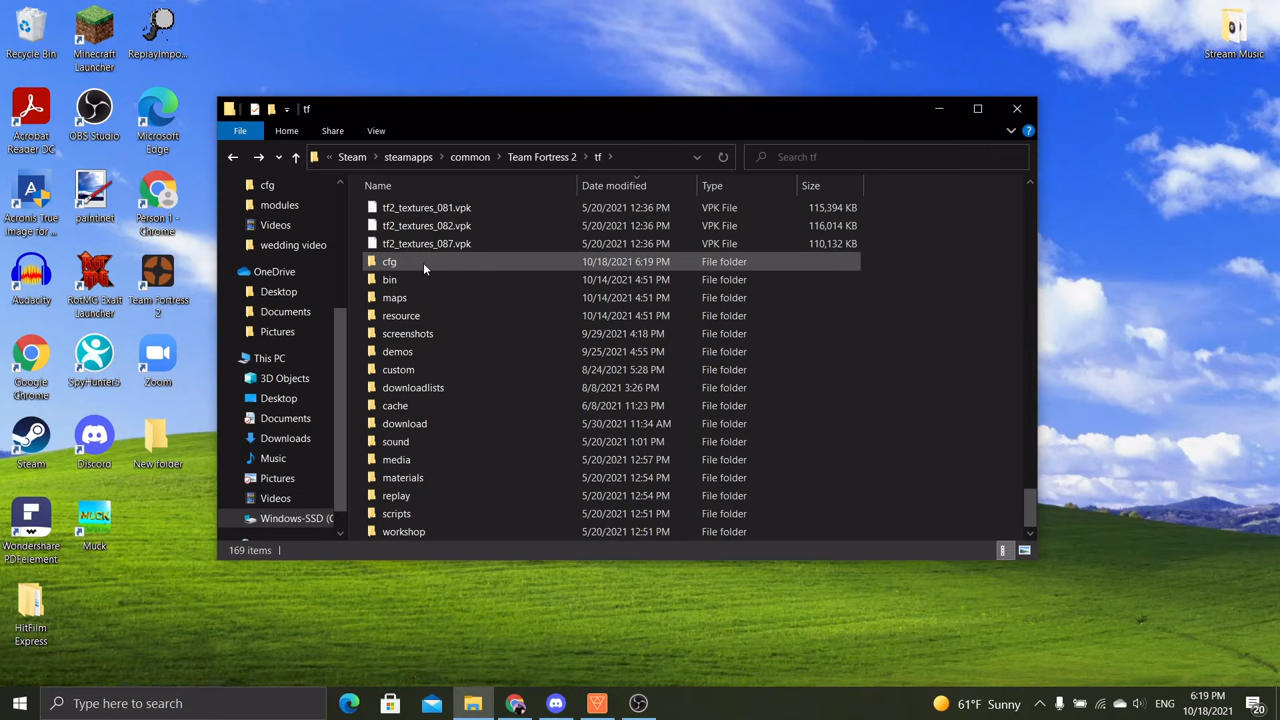 Recycle Bin
Minecraft Launcher
ReplayImpo...
Stream Music
Acrobat Reader DC
OBS Studio
Microsoft Edge
Acronis True Image for ...
paintinet
Person 1 - Chrome
Audacity
RotMG Exalt Launcher
Team Fortress 2
Google Chrome
SpyHunter5
Zoom
Steam
Discord
New folder
Wondershare PDFelement
MUCK
Muck
HitFilm Express
tf
File Home Share View
« Steam › steamapps › common › Team Fortress 2 › tf ›
Search tf
cfg
modules
Videos
wedding video
OneDrive
Desktop
Documents
Pictures
This PC
3D Objects
Desktop
Documents
Downloads
Music
Pictures
Videos
Windows-SSD (C
Name Date modified Type Size
tf2_textures_081.vpk 5/20/2021 12:36 PM VPK File 115,394 KB
tf2_textures_082.vpk 5/20/2021 12:36 PM VPK File 116,014 KB
tf2_textures_087.vpk 5/20/2021 12:36 PM VPK File 110,132 KB
cfg 10/18/2021 6:19 PM File folder
bin 10/14/2021 4:51 PM File folder
maps 10/14/2021 4:51 PM File folder
resource 10/14/2021 4:51 PM File folder
screenshots 9/29/2021 4:18 PM File folder
demos 9/25/2021 4:55 PM File folder
custom 8/24/2021 5:28 PM File folder
downloadlists 8/8/2021 3:26 PM File folder
cache 6/8/2021 11:23 PM File folder
download 5/30/2021 11:34 AM File folder
sound 5/20/2021 1:01 PM File folder
media 5/20/2021 12:57 PM File folder
materials 5/20/2021 12:54 PM File folder
replay 5/20/2021 12:54 PM File folder
scripts 5/20/2021 12:51 PM File folder
workshop 5/20/2021 12:51 PM File folder
169 items
Type here to search
61°F Sunny
ENG
6:19 PM
10/18/2021
20